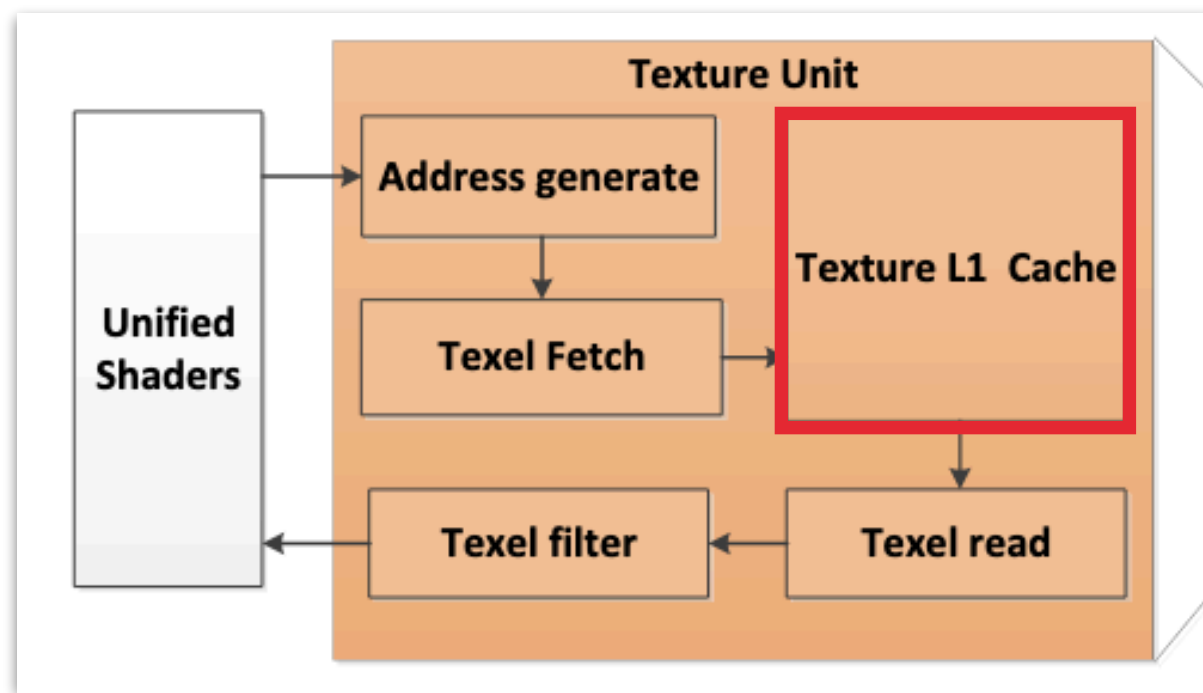 Texture Unit
Address generate
Texture L1 Cache
Unified
Shaders
Texel Fetch
Texel filter
Texel read